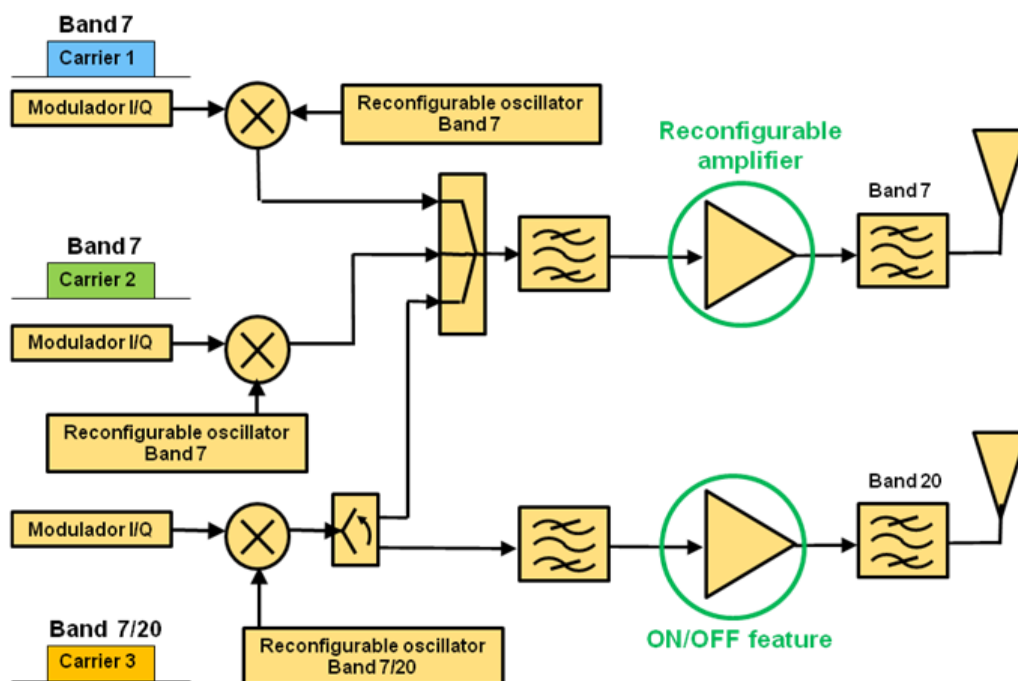 Band 7
Carrier 1
Modulador I/Q
Reconfigurable oscillator
Band 7
Reconfigurable
amplifier
Band 7
Band 7
Carrier 2
Modulador I/Q
Reconfigurable oscillator
Band 7
Band 20
Modulador I/Q
ON/OFF feature
Band 7/20
Carrier 3
Reconfigurable oscillator
Band 7/20